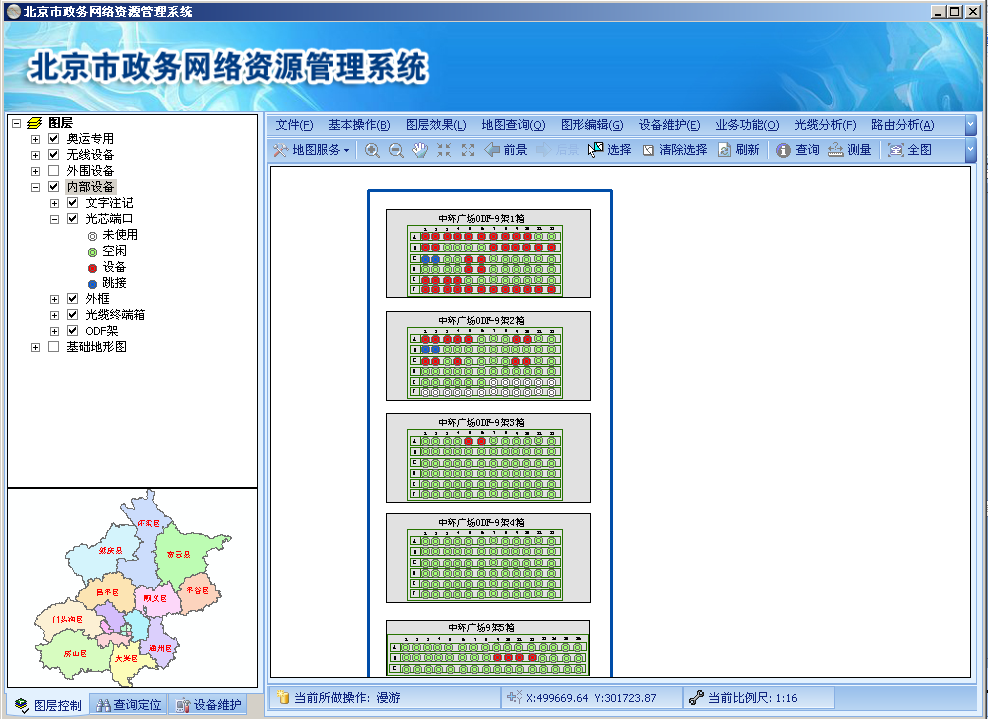 北京市政务网络资源管理系统
北京市政务网络资源管理系统
文件(F) 基本操作(B) 图层效果(L) 地图查询(Q) 图形编辑(G) 设备维护(E) 业务功能(O) 光缆分析(F) 路由分析(A)
地图服务 前景 后景 选择 清除选择 刷新 查询 测量 全图
图层
奥运专用
无线设备
外围设备
内部设备
文字注记
光芯端口
未使用
空闲
设备
跳接
外框
光缆终端箱
ODF架
基础地形图
中环广场ODF-9架1箱
中环广场ODF-9架2箱
中环广场ODF-9架3箱
中环广场ODF-9架4箱
中环广场9架5箱
怀柔区
延庆县
密云县
昌平区
顺义区
平谷区
门头沟区
房山区
大兴区
通州区
图层控制 查询定位 设备维护
当前所做操作: 漫游 X:499669.64 Y:301723.87 当前比例尺: 1:16